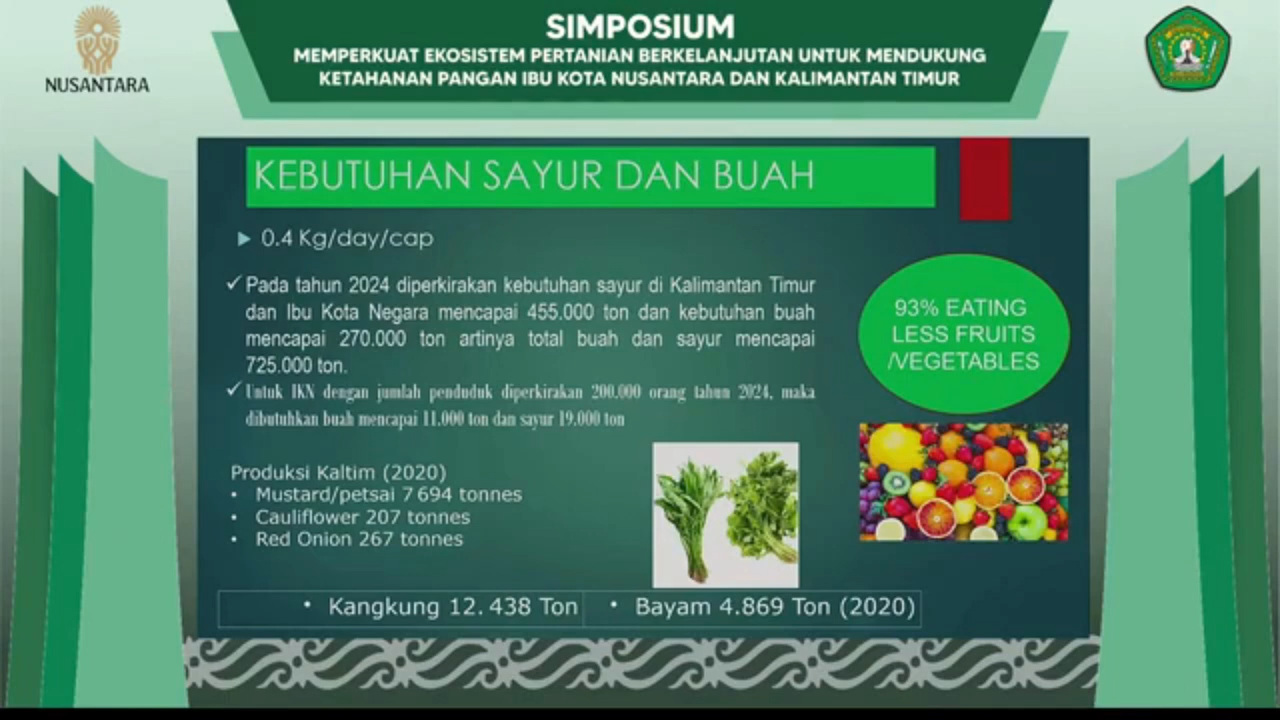 SIMPOSIUM
MEMPERKUAT EKOSISTEM PERTANIAN BERKELANJUTAN UNTUK MENDUKUNG
KETAHANAN PANGAN IBU KOTA NUSANTARA DAN KALIMANTAN TIMUR
NUSANTARA
KEBUTUHAN SAYUR DAN BUAH
0.4 Kg/day/cap
Pada tahun 2024 diperkirakan kebutuhan sayur di Kalimantan Timur
dan Ibu Kota Negara mencapai 455.000 ton dan kebutuhan buah
mencapai 270.000 ton artinya total buah dan sayur mencapai
725.000 ton.
Untuk IKN dengan jumlah penduduk diperkirakan 200.000 orang tahun 2024, maka
dibutuhkan buah mencapai 11.000 ton dan sayur 19.000 ton
93% EATING
LESS FRUITS
/VEGETABLES
Produksi Kaltim (2020)
• Mustard/petsai 7 694 tonnes
• Cauliflower 207 tonnes
• Red Onion 267 tonnes
• Kangkung 12. 438 Ton
• Bayam 4.869 Ton (2020)